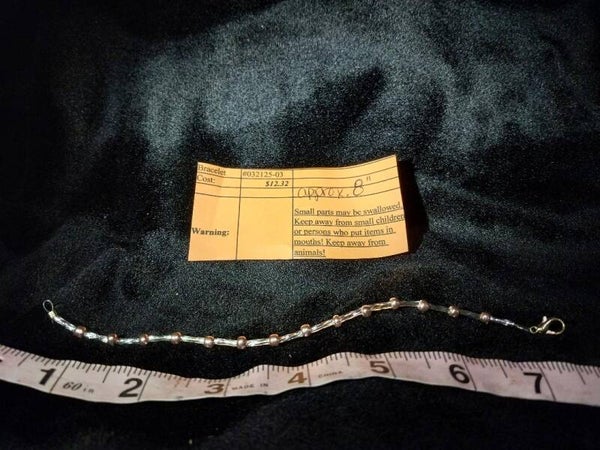 Bracelet #032125-03
Cost: $12.32
approx. 8"
Warning: Small parts may be swallowed.
Keep away from small children
or persons who put items in
mouths! Keep away from
animals!
1 60 in 2 3 MADE IN 4 CHINA 5 6 7